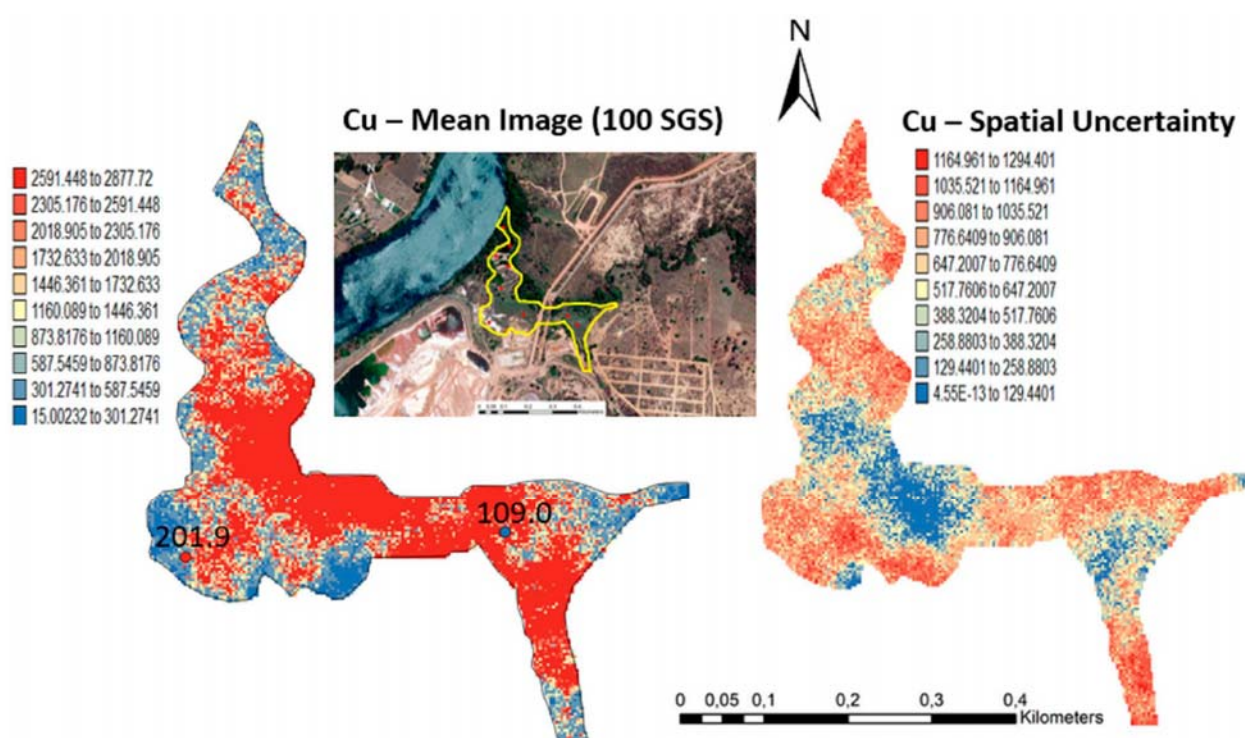 N
Cu – Mean Image (100 SGS)
Cu – Spatial Uncertainty
2591.448 to 2877.72
2305.176 to 2591.448
2018.905 to 2305.176
1732.633 to 2018.905
1446.361 to 1732.633
1160.089 to 1446.361
873.8176 to 1160.089
587.5459 to 873.8176
301.2741 to 587.5459
15.00232 to 301.2741
1164.961 to 1294.401
1035.521 to 1164.961
906.081 to 1035.521
776.6409 to 906.081
647.2007 to 776.6409
517.7606 to 647.2007
388.3204 to 517.7606
258.8803 to 388.3204
129.4401 to 258.8803
4.55E-13 to 129.4401
109.0
201.9
0 0,05 0,1 0,2 0,3 0,4
Kilometers